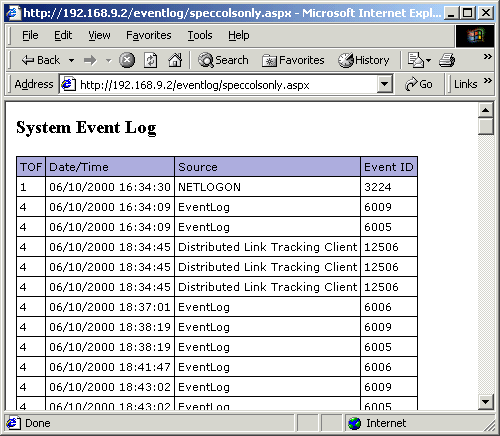 http://192.168.9.2/eventlog/speccolsonly.aspx - Microsoft Internet Expl...
File Edit View Favorites Tools Help
Back Search Favorites History
Address http://192.168.9.2/eventlog/speccolsonly.aspx Go Links
System Event Log
TOF Date/Time Source Event ID
1 06/10/2000 16:34:30 NETLOGON 3224
4 06/10/2000 16:34:09 EventLog 6009
4 06/10/2000 16:34:09 EventLog 6005
4 06/10/2000 18:34:45 Distributed Link Tracking Client 12506
4 06/10/2000 18:34:45 Distributed Link Tracking Client 12506
4 06/10/2000 18:34:45 Distributed Link Tracking Client 12506
4 06/10/2000 18:37:01 EventLog 6006
4 06/10/2000 18:38:19 EventLog 6009
4 06/10/2000 18:38:19 EventLog 6005
4 06/10/2000 18:41:47 EventLog 6006
4 06/10/2000 18:43:02 EventLog 6009
4 06/10/2000 18:43:02 EventLog 6005
Done Internet